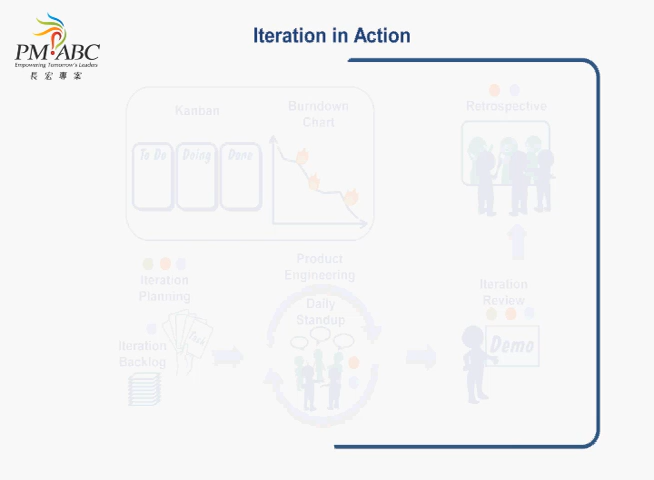 PM ABC
Empowering Tomorrow's Leaders
長宏專案
Iteration in Action
Kanban
To Do
Doing
Done
Burndown
Chart
Retrospective
Iteration
Planning
Iteration
Backlog
Task
Product
Engineering
Daily
Standup
Iteration
Review
Demo